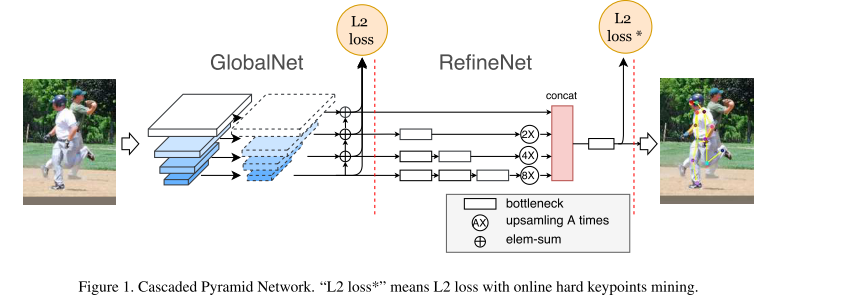 L2
loss
L2
loss *
GlobalNet
RefineNet
concat
2X
4X
8X
bottleneck
AX
upsamling A times
elem-sum
Figure 1. Cascaded Pyramid Network. “L2 loss*” means L2 loss with online hard keypoints mining.